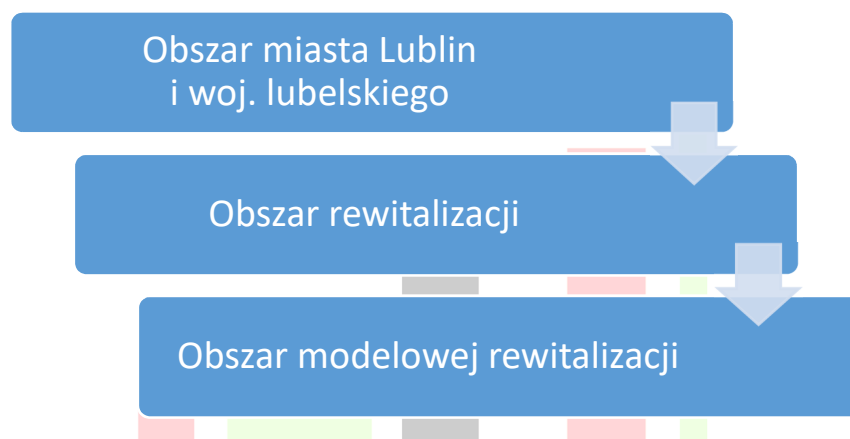 Obszar miasta Lublin
i woj. lubelskiego
Obszar rewitalizacji
Obszar modelowej rewitalizacji